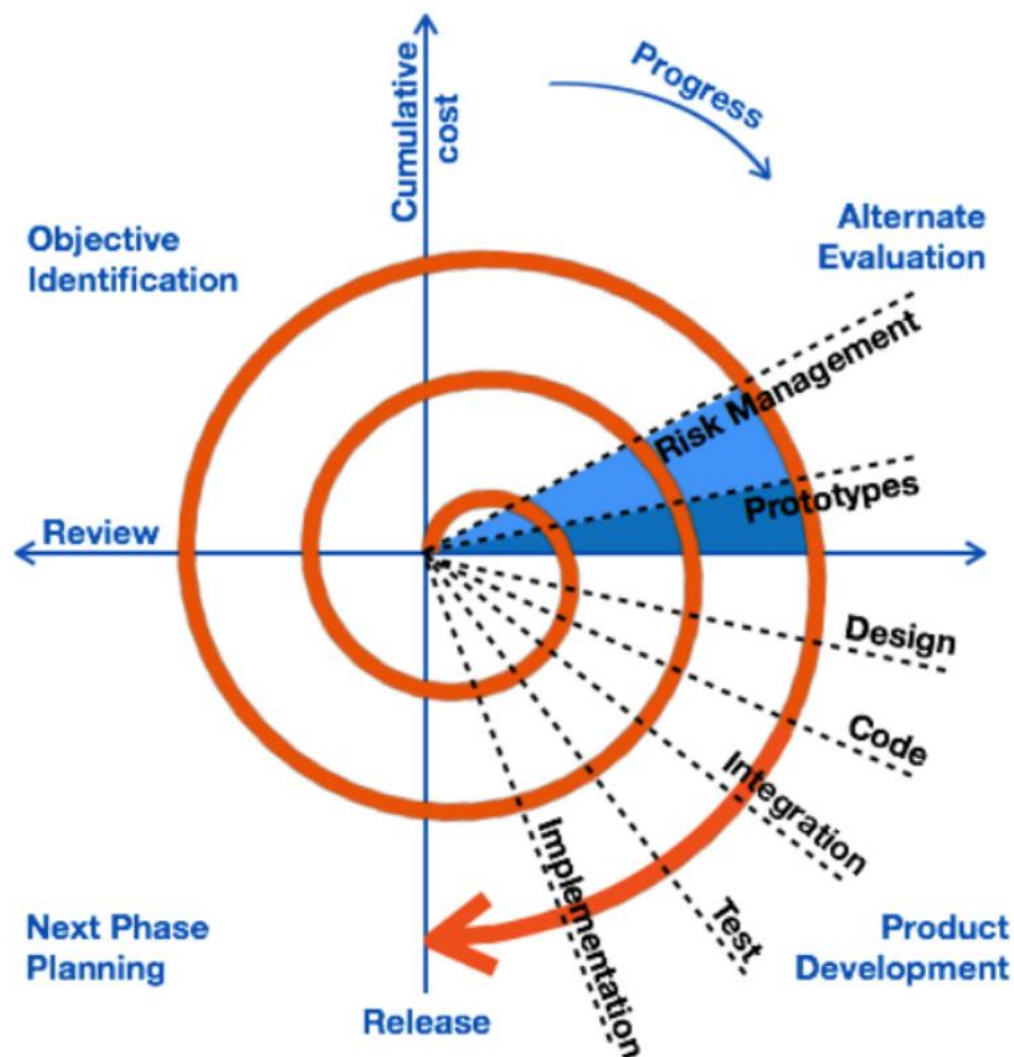 Cumulative
cost
Progress
Objective
Identification
Alternate
Evaluation
Risk Management
Prototypes
Review
Design
Code
Integration
Test
Implementation
Next Phase
Planning
Product
Development
Release